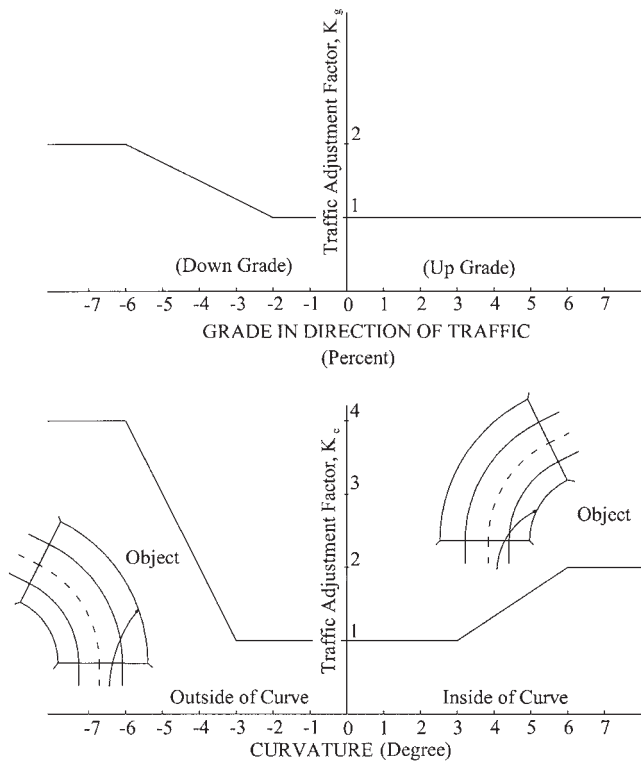 Traffic Adjustment Factor, K_g
2
1
(Down Grade)
(Up Grade)
-7 -6 -5 -4 -3 -2 -1 0 1 2 3 4 5 6 7
GRADE IN DIRECTION OF TRAFFIC
(Percent)
Traffic Adjustment Factor, K_c
4
3
2
1
Object
Object
Outside of Curve
Inside of Curve
-7 -6 -5 -4 -3 -2 -1 0 1 2 3 4 5 6 7
CURVATURE (Degree)